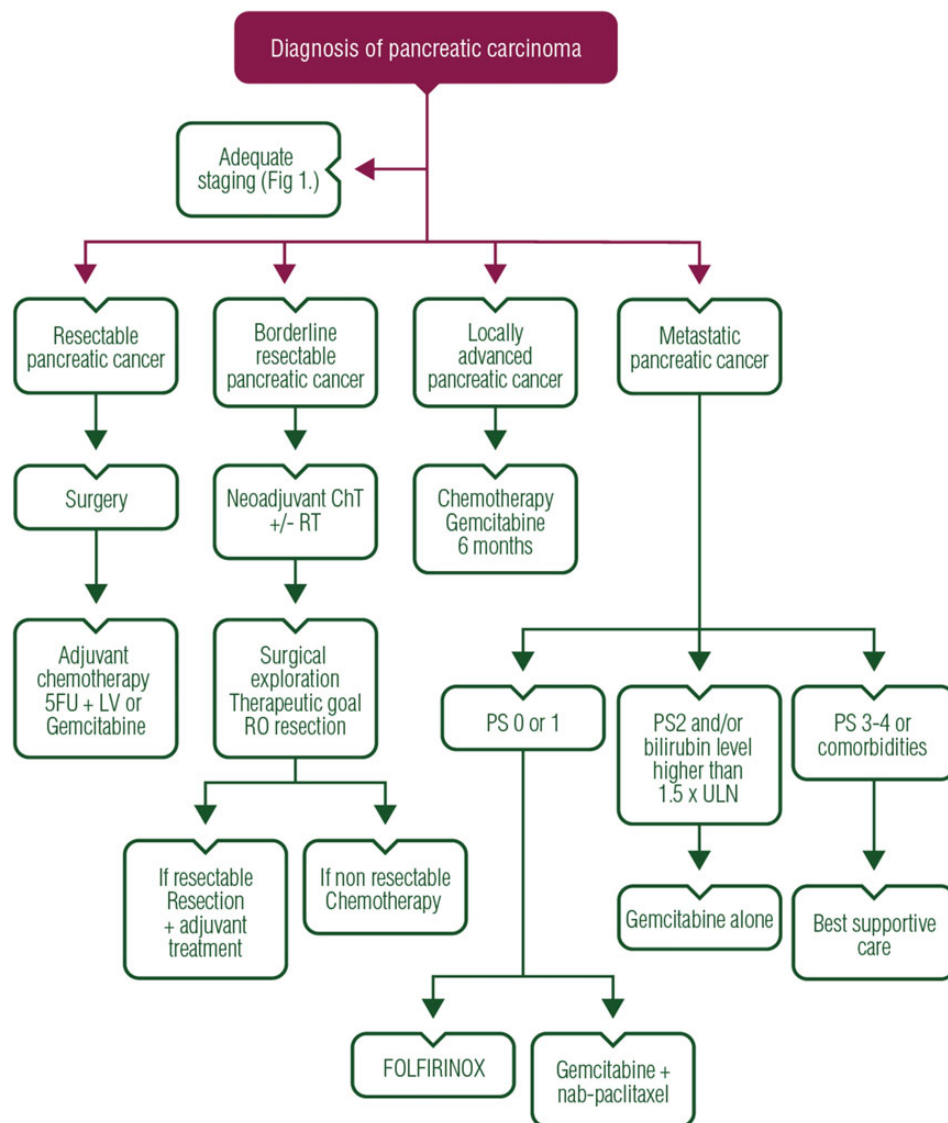 Diagnosis of pancreatic carcinoma
Adequate
staging (Fig 1.)
Resectable
pancreatic cancer
Borderline
resectable
pancreatic cancer
Locally
advanced
pancreatic cancer
Metastatic
pancreatic cancer
Surgery
Neoadjuvant ChT
+/- RT
Chemotherapy
Gemcitabine
6 months
Adjuvant
chemotherapy
5FU + LV or
Gemcitabine
Surgical
exploration
Therapeutic goal
RO resection
PS 0 or 1
PS2 and/or
bilirubin level
higher than
1.5 x ULN
PS 3-4 or
comorbidities
If resectable
Resection
+ adjuvant
treatment
If non resectable
Chemotherapy
Gemcitabine alone
Best supportive
care
FOLFIRINOX
Gemcitabine +
nab-paclitaxel